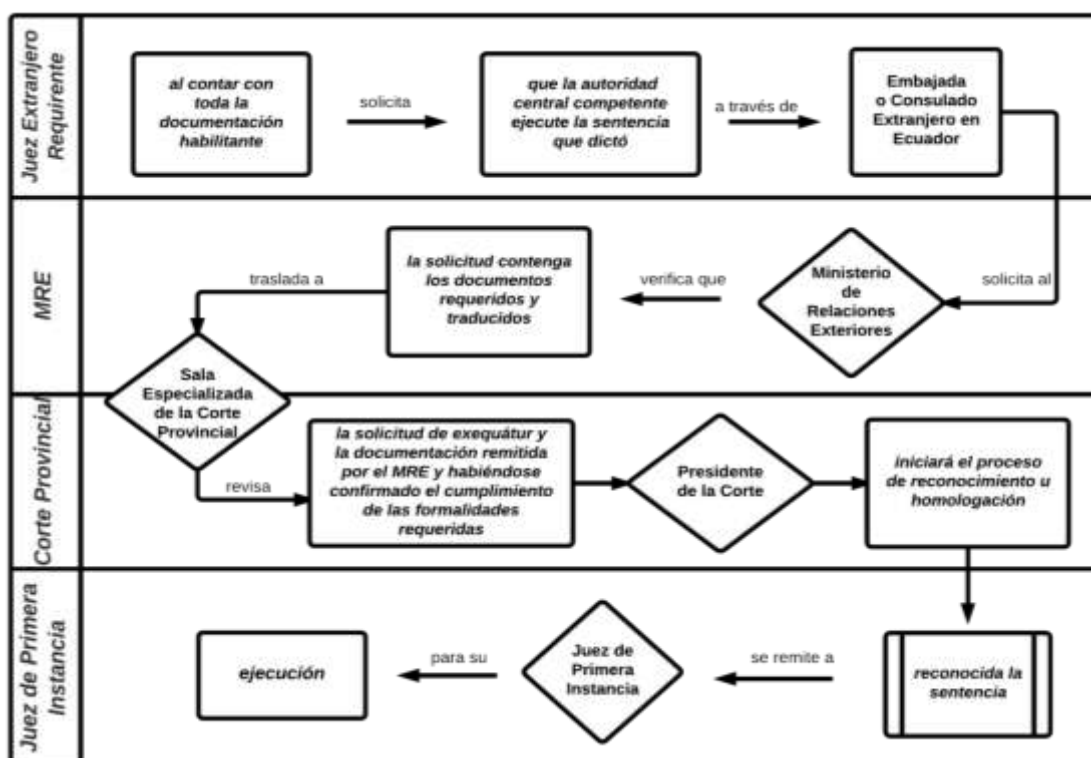 Juez Extranjero
Requirente
al contar con
toda la
documentación
habilitante
solicita
que la autoridad
central competente
ejecute la sentencia
que dictó
a través de
Embajada
o Consulado
Extranjero en
Ecuador
MRE
solicita al
Ministerio
de
Relaciones
Exteriores
verifica que
la solicitud contenga
los documentos
requeridos y
traducidos
traslada a
Sala
Especializada
de la Corte
Provincial
Corte Provincial
revisa
la solicitud de exequátur y
la documentación remitida
por el MRE y habiéndose
confirmado el cumplimiento
de las formalidades
requeridas
Presidente
de la Corte
iniciará el proceso
de reconocimiento u
homologación
Juez de Primera
Instancia
reconocida la
sentencia
se remite a
Juez de
Primera
Instancia
para su
ejecución